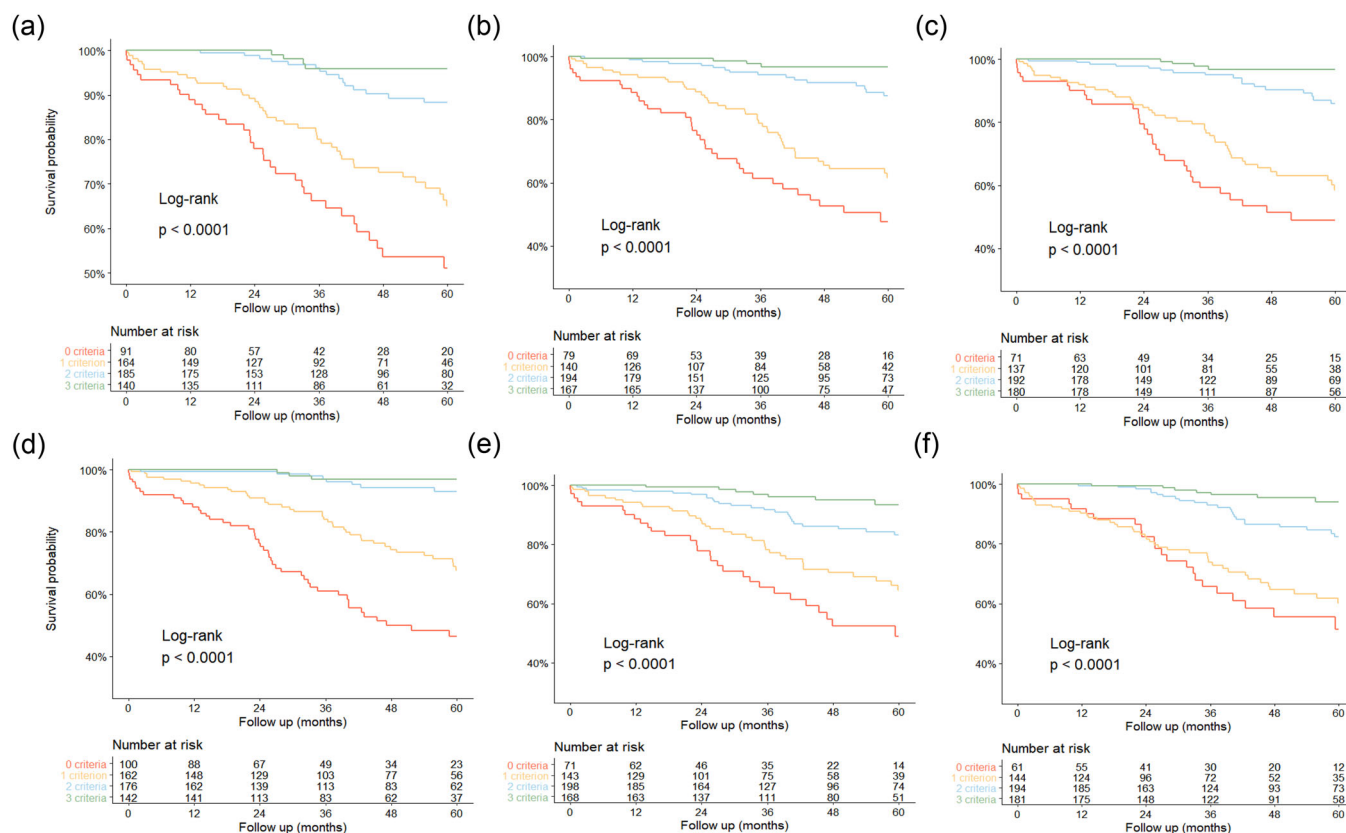 (a)
100%
90%
80%
70%
60%
50%
Survival probability
Log-rank
p < 0.0001
0 12 24 36 48 60
Follow up (months)
Number at risk
0 criteria 91 80 57 42 28 20
1 criterion 164 149 127 92 71 46
2 criteria 185 175 153 128 96 80
3 criteria 140 135 111 86 61 32
0 12 24 36 48 60
Follow up (months)
(b)
100%
80%
60%
40%
Log-rank
p < 0.0001
0 12 24 36 48 60
Follow up (months)
Number at risk
0 criteria 79 69 53 39 28 16
1 criterion 140 126 107 84 58 42
2 criteria 194 179 151 125 95 73
3 criteria 167 165 137 100 75 47
0 12 24 36 48 60
Follow up (months)
(c)
100%
80%
60%
40%
Log-rank
p < 0.0001
0 12 24 36 48 60
Follow up (months)
Number at risk
0 criteria 71 63 49 34 25 15
1 criterion 137 120 101 81 55 38
2 criteria 192 178 149 122 89 69
3 criteria 180 178 149 111 87 56
0 12 24 36 48 60
Follow up (months)
(d)
100%
80%
60%
40%
Survival probability
Log-rank
p < 0.0001
0 12 24 36 48 60
Follow up (months)
Number at risk
0 criteria 100 88 67 49 34 23
1 criterion 162 148 129 103 77 56
2 criteria 176 162 139 113 83 62
3 criteria 142 141 113 83 62 37
0 12 24 36 48 60
Follow up (months)
(e)
100%
80%
60%
40%
Log-rank
p < 0.0001
0 12 24 36 48 60
Follow up (months)
Number at risk
0 criteria 71 62 46 35 22 14
1 criterion 143 129 101 75 58 39
2 criteria 198 185 164 127 96 74
3 criteria 168 163 137 111 80 51
0 12 24 36 48 60
Follow up (months)
(f)
100%
80%
60%
40%
Log-rank
p < 0.0001
0 12 24 36 48 60
Follow up (months)
Number at risk
0 criteria 61 55 41 30 20 12
1 criterion 144 124 96 72 52 35
2 criteria 194 185 163 124 93 73
3 criteria 181 175 148 122 91 58
0 12 24 36 48 60
Follow up (months)